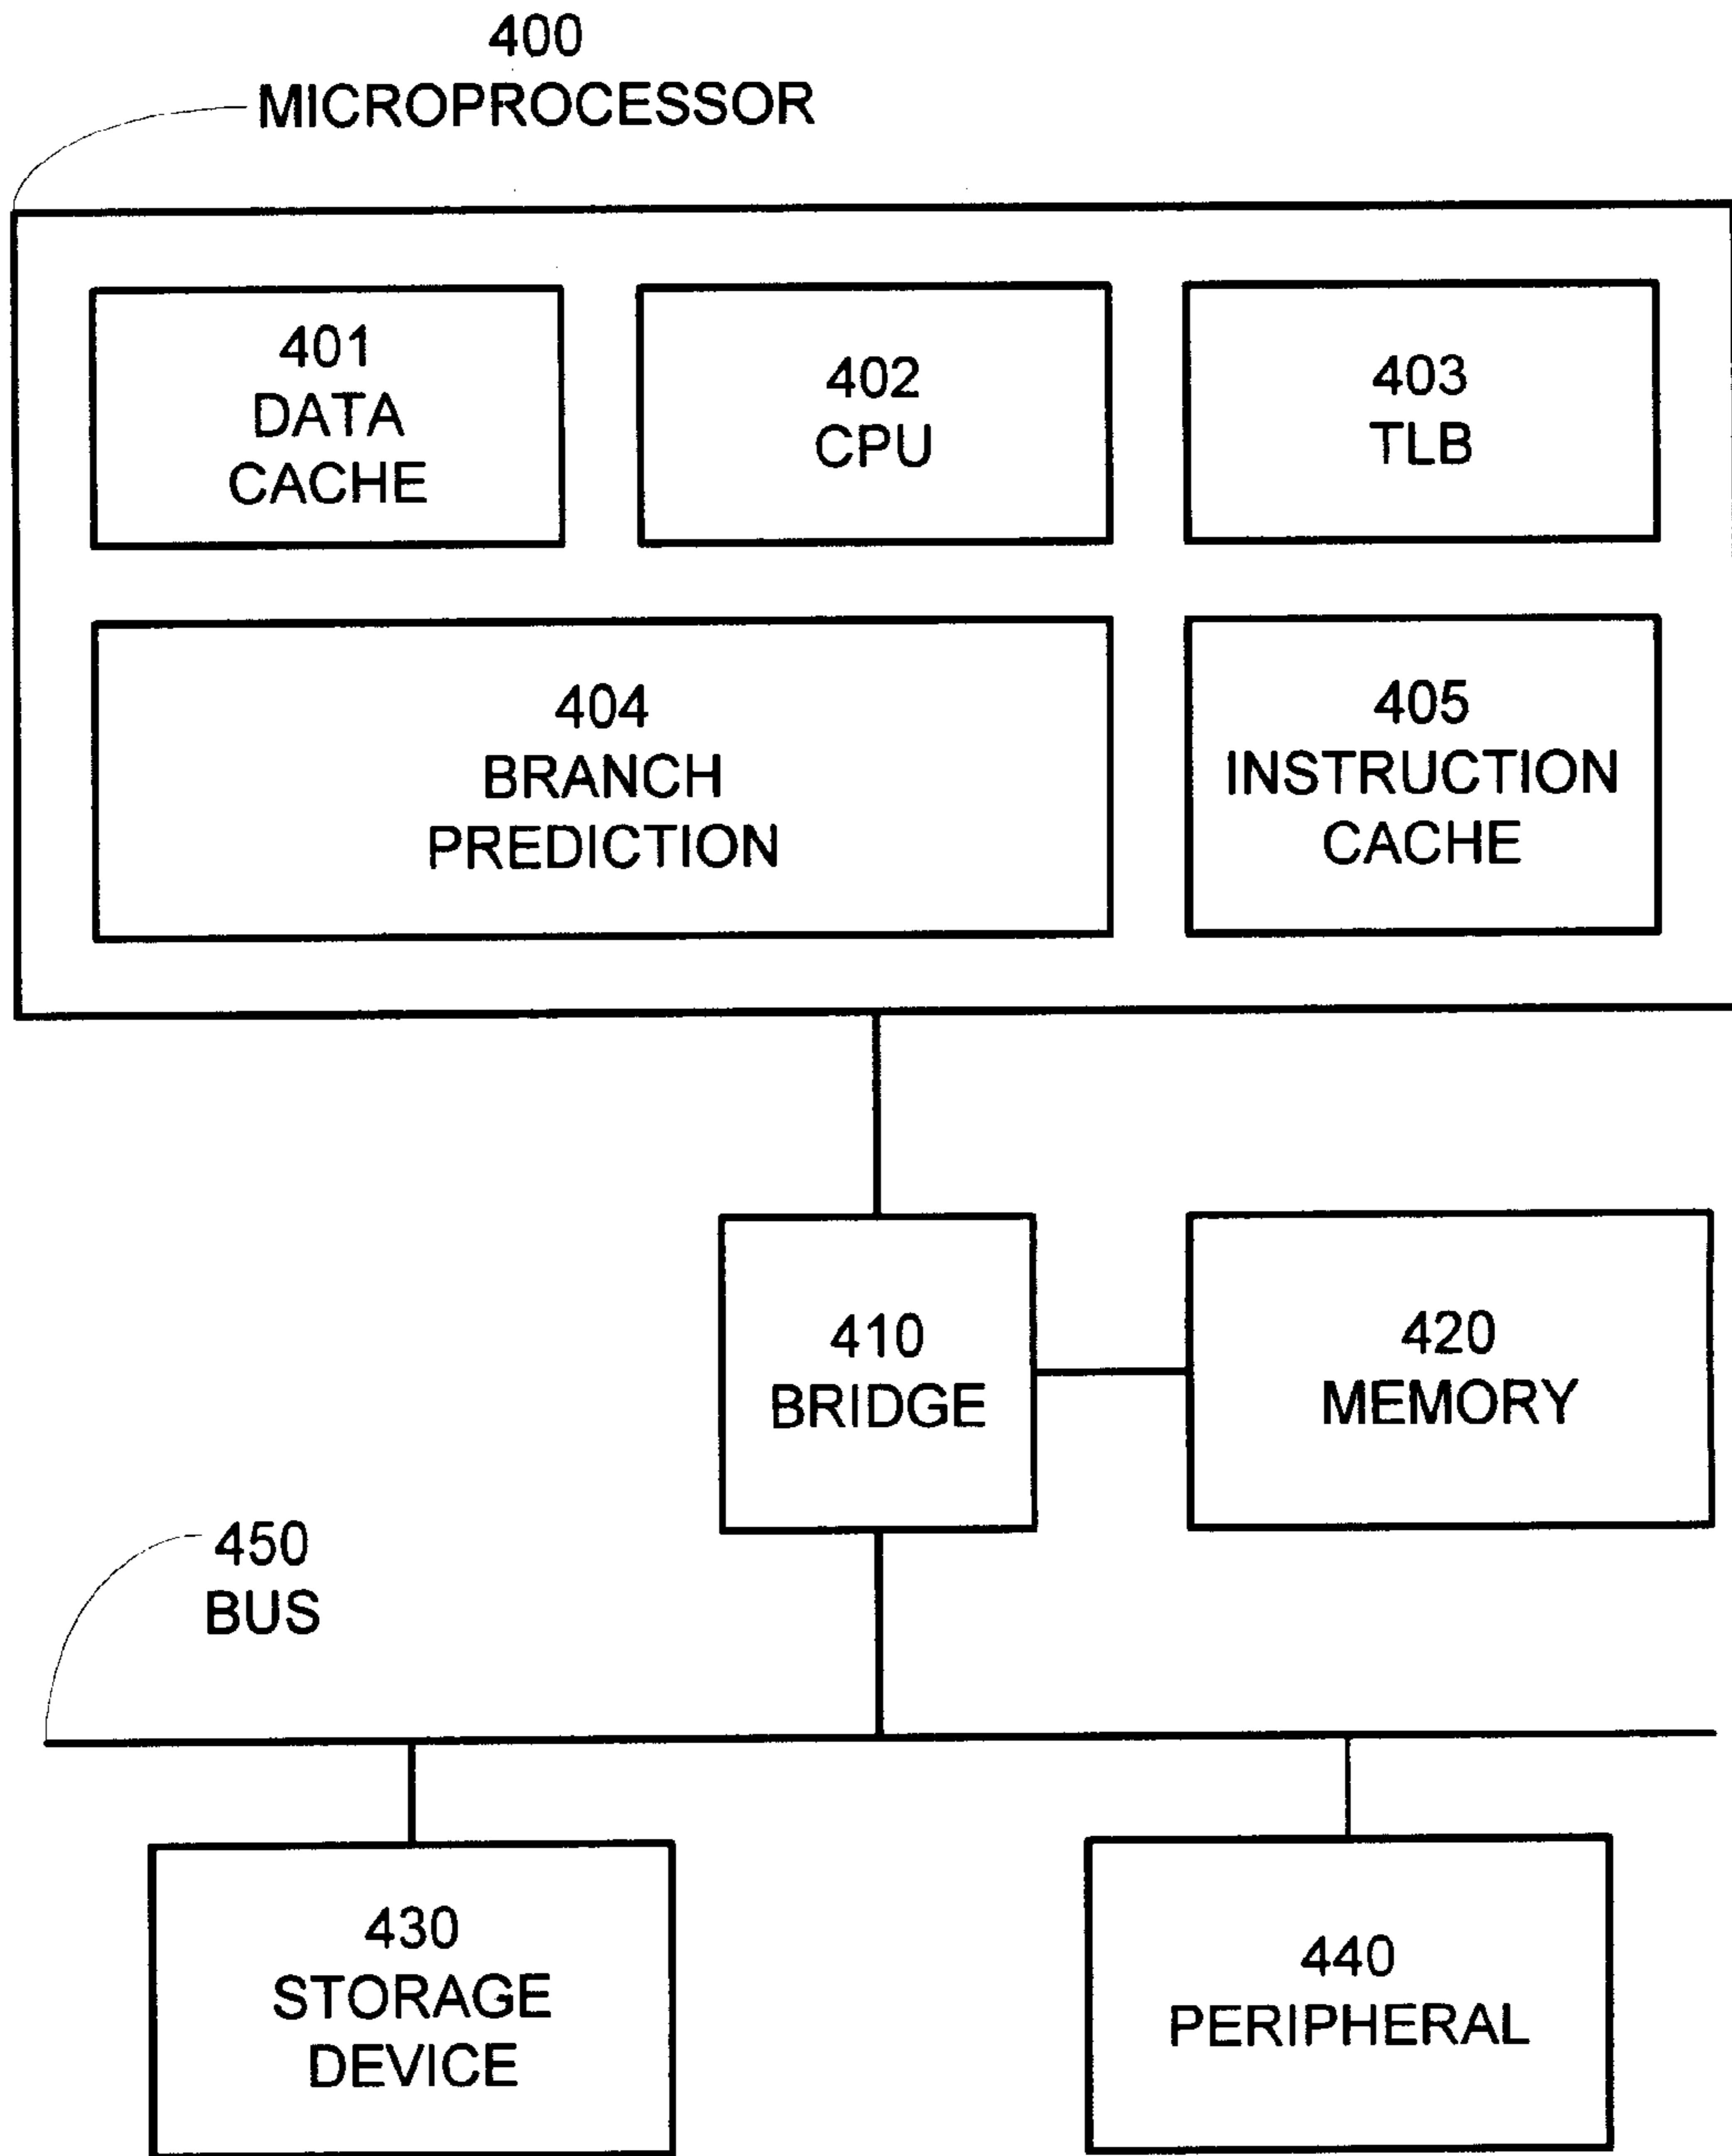 400
MICROPROCESSOR
401
DATA
CACHE
402
CPU
403
TLB
404
BRANCH
PREDICTION
405
INSTRUCTION
CACHE
410
BRIDGE
420
MEMORY
450
BUS
430
STORAGE
DEVICE
440
PERIPHERAL